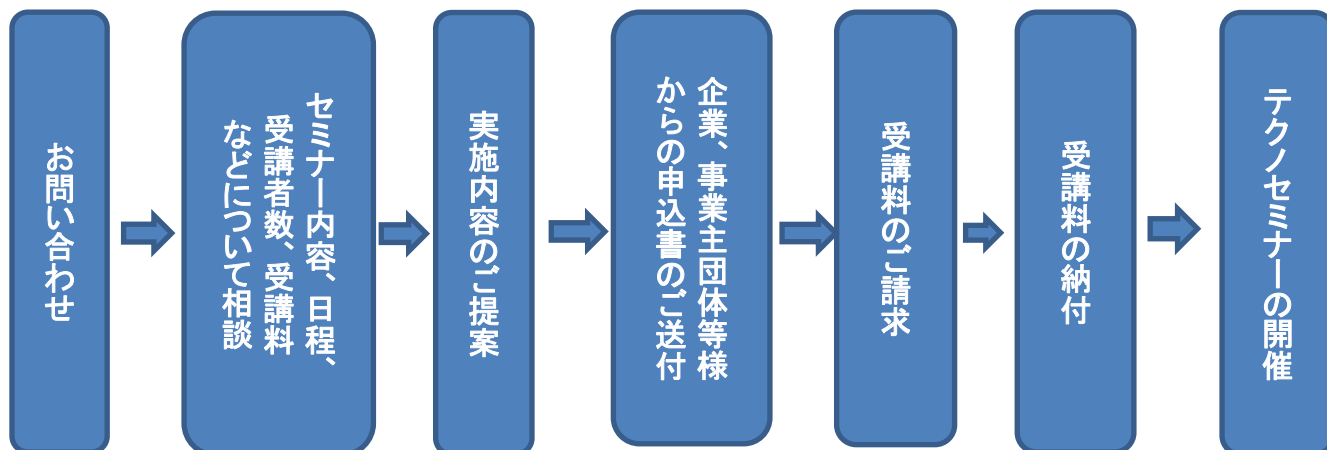 お問い合わせ
セミナー内容、日程、
受講者数、受講料
などについて相談
実施内容のご提案
企業、事業主団体等様
からの申込書のご送付
受講料のご請求
受講料の納付
テクノセミナーの開催